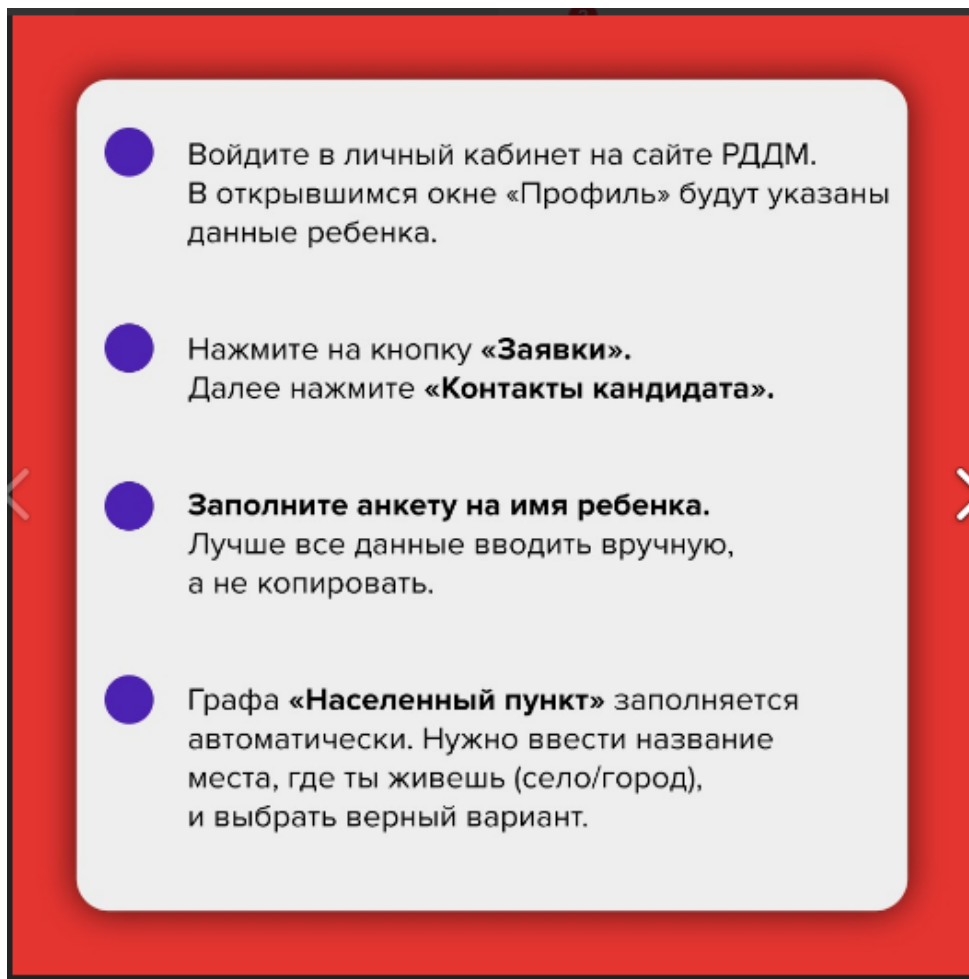 Войдите в личный кабинет на сайте РДДМ.
В открывшимся окне «Профиль» будут указаны
данные ребенка.
Нажмите на кнопку «Заявки».
Далее нажмите «Контакты кандидата».
Заполните анкету на имя ребенка.
Лучше все данные вводить вручную,
а не копировать.
Графа «Населенный пункт» заполняется
автоматически. Нужно ввести название
места, где ты живешь (село/город),
и выбрать верный вариант.